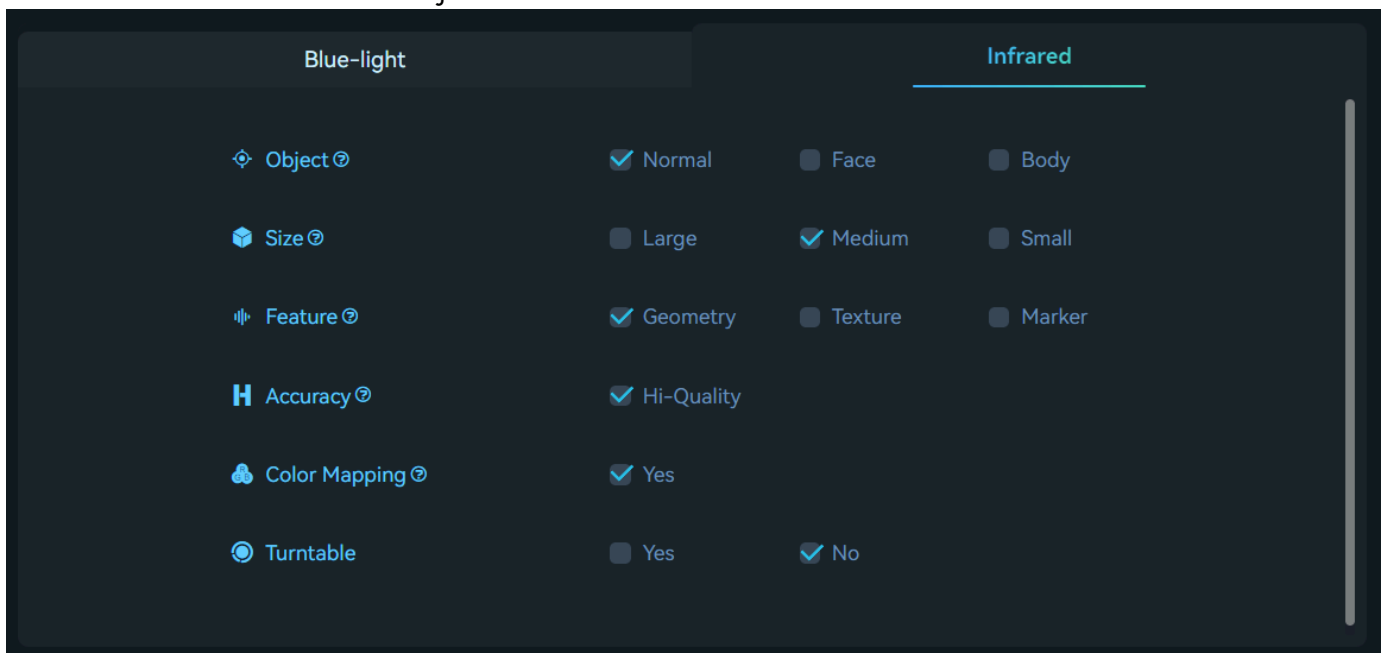 Blue-light Infrared
Object Normal Face Body
Size Large Medium Small
Feature Geometry Texture Marker
H Accuracy Hi-Quality
Color Mapping Yes
Turntable Yes No